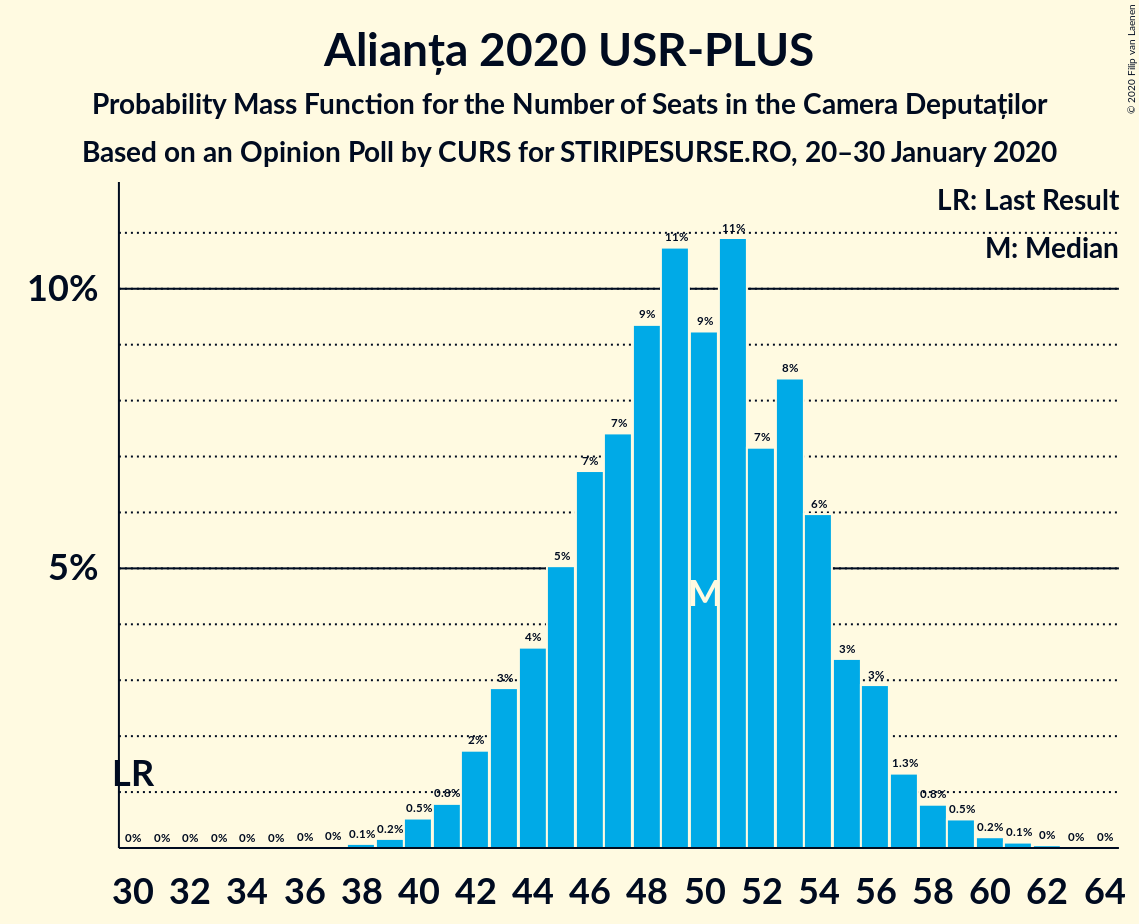 Alianța 2020 USR-PLUS
Probability Mass Function for the Number of Seats in the Camera Deputaților
Based on an Opinion Poll by CURS for STIRIPESURSE.RO, 20–30 January 2020
© 2020 Filip van Laenen
LR: Last Result
M: Median
10%
5%
LR
M
0% 0% 0% 0% 0% 0% 0% 0% 0.1% 0.2% 0.5% 0.8% 2% 3% 4% 5% 7% 7% 9% 11% 9% 11% 7% 8% 6% 3% 3% 1.3% 0.8% 0.5% 0.2% 0.1% 0% 0% 0%
30 32 34 36 38 40 42 44 46 48 50 52 54 56 58 60 62 64